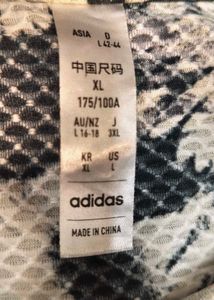 ASIA D
L 42-44
中国尺码
XL
175/100A
AU/NZ J
L 16-18 3XL
KR US
XL L
adidas
MADE IN CHINA